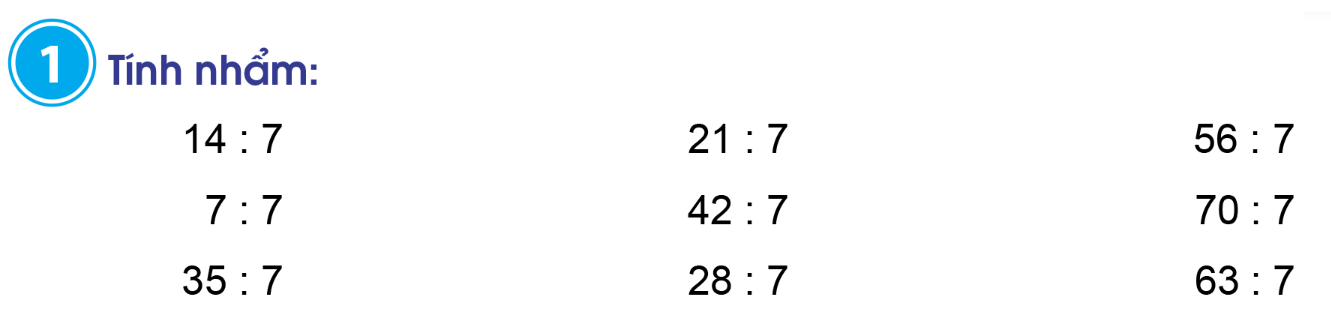 1 Tính nhẩm:
14 : 7 21 : 7 56 : 7
7 : 7 42 : 7 70 : 7
35 : 7 28 : 7 63 : 7